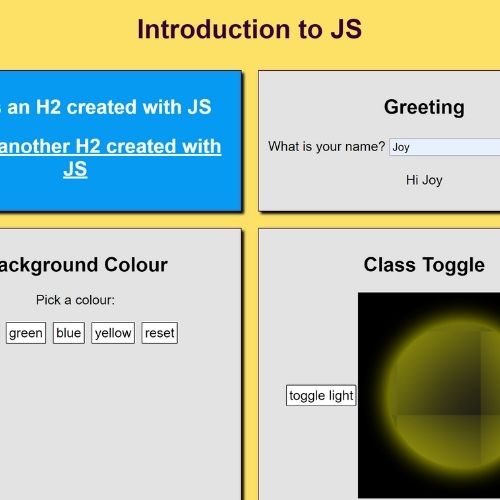 Introduction to JS
an H2 created with JS
another H2 created with
JS
Greeting
What is your name? Joy
Hi Joy
ackground Colour
Pick a colour:
green blue yellow reset
Class Toggle
toggle light